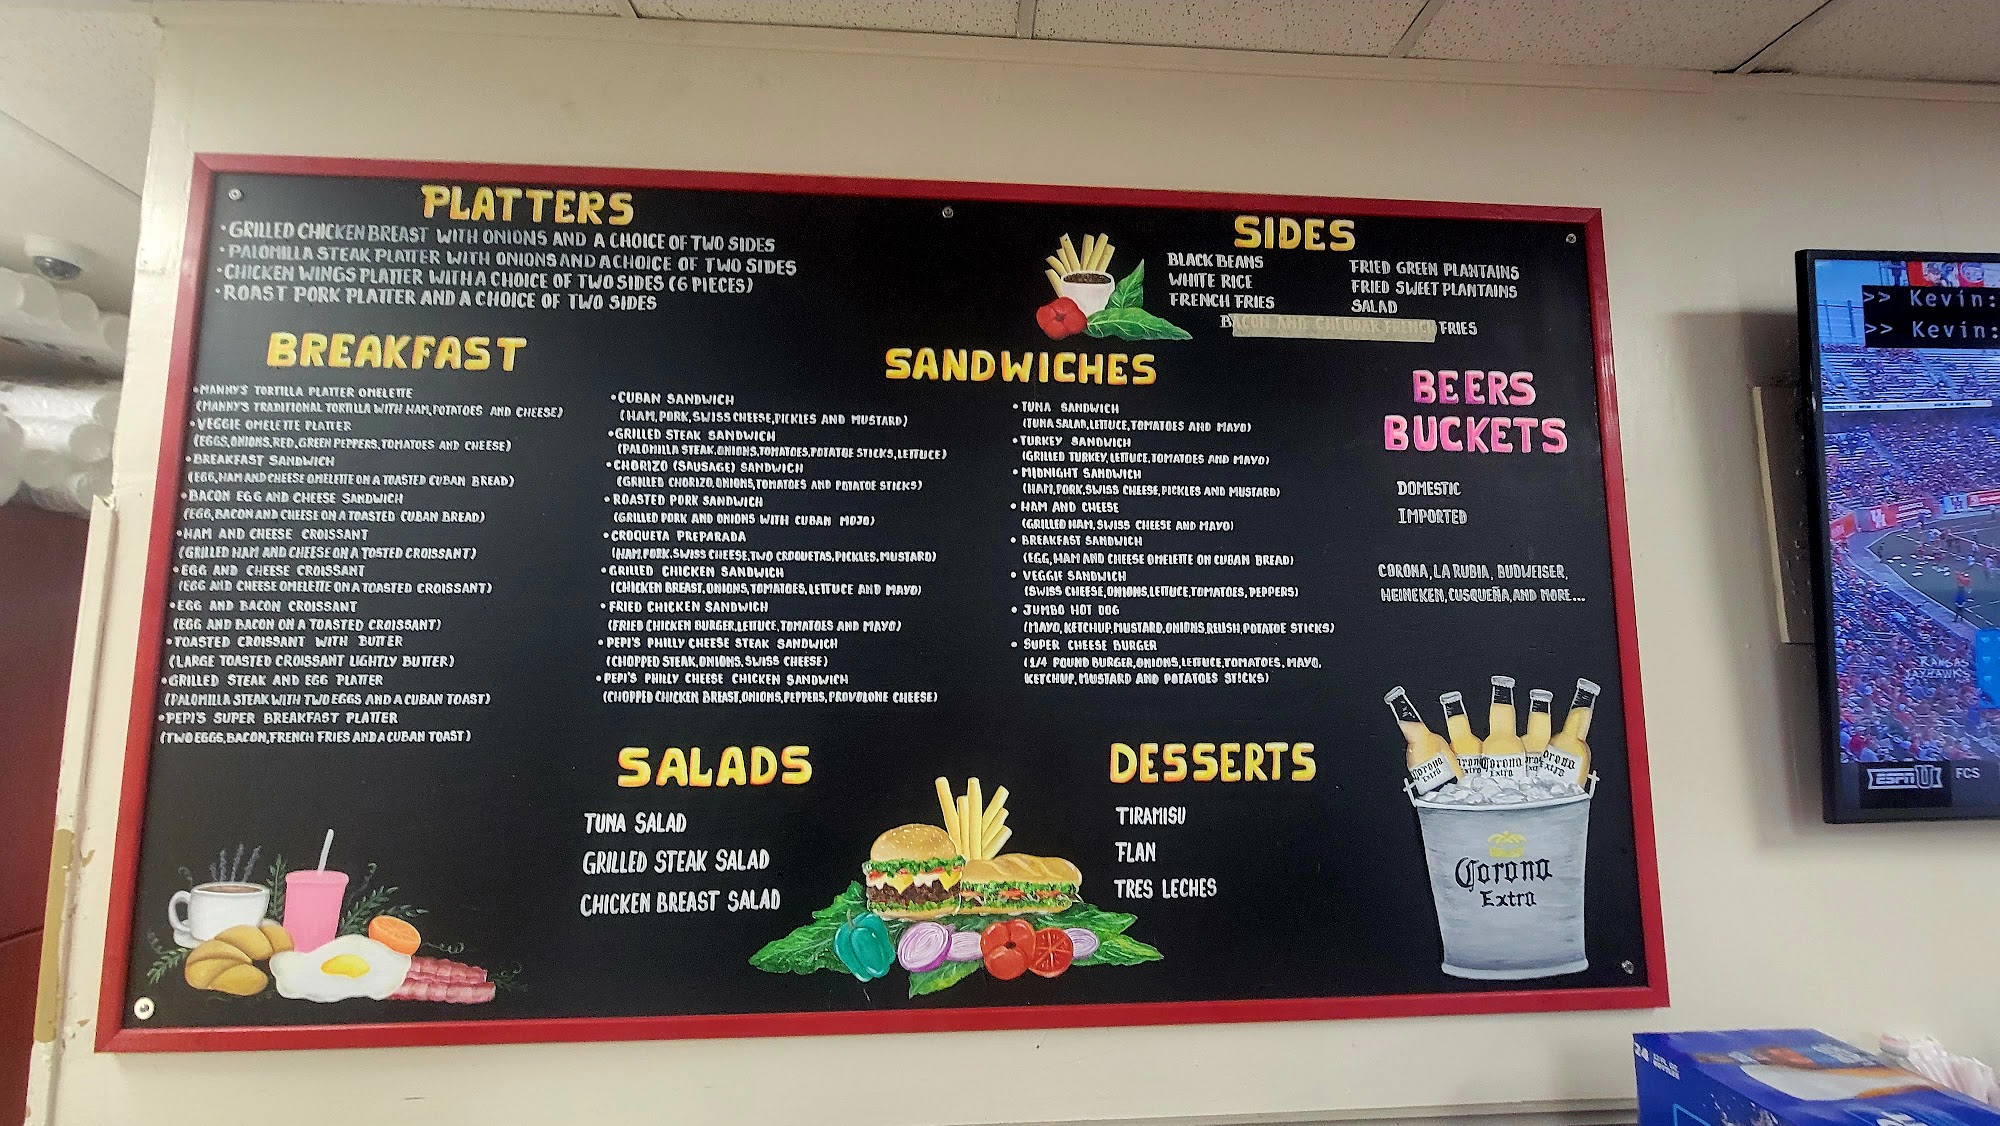 PLATTERS
•GRILLED CHICKEN BREAST WITH ONIONS AND A CHOICE OF TWO SIDES
•PALOMILLA STEAK PLATTER WITH ONIONS AND A CHOICE OF TWO SIDES
•CHICKEN WINGS PLATTER WITH A CHOICE OF TWO SIDES (6 PIECES)
•ROAST PORK PLATTER AND A CHOICE OF TWO SIDES
SIDES
BLACK BEANS
WHITE RICE
FRENCH FRIES
FRIED GREEN PLANTAINS
FRIED SWEET PLANTAINS
SALAD
BACON AND CHEDDAR FRENCH FRIES
BREAKFAST
•MANNY'S TORTILLA PLATTER OMELETTE
(MANNY'S TRADITIONAL TORTILLA WITH HAM, POTATOES AND CHEESE)
•VEGGIE OMELETTE PLATTER
(EGGS, ONIONS, RED, GREEN PEPPERS, TOMATOES AND CHEESE)
•BREAKFAST SANDWICH
(EGG, HAM AND CHEESE OMELETTE ON A TOASTED CUBAN BREAD)
•BACON EGG AND CHEESE SANDWICH
(EGG, BACON AND CHEESE ON A TOASTED CUBAN BREAD)
•HAM AND CHEESE CROISSANT
(GRILLED HAM AND CHEESE ON A TOSTED CROISSANT)
•EGG AND CHEESE CROISSANT
(EGG AND CHEESE OMELETTE ON A TOASTED CROISSANT)
•EGG AND BACON CROISSANT
(EGG AND BACON ON A TOASTED CROISSANT)
•TOASTED CROISSANT WITH BUTTER
(LARGE TOASTED CROISSANT LIGHTLY BUTTER)
•GRILLED STEAK AND EGG PLATTER
(PALOMILLA STEAK WITH TWO EGGS AND A CUBAN TOAST)
•PEPI'S SUPER BREAKFAST PLATTER
(TWO EGGS, BACON, FRENCH FRIES AND A CUBAN TOAST)
SANDWICHES
•CUBAN SANDWICH
(HAM, PORK, SWISS CHEESE, PICKLES AND MUSTARD)
•GRILLED STEAK SANDWICH
(PALOMILLA STEAK, ONIONS, TOMATOES, POTATOE STICKS, LETTUCE)
•CHORIZO (SAUSAGE) SANDWICH
(GRILLED CHORIZO, ONIONS, TOMATOES AND POTATOE STICKS)
•ROASTED PORK SANDWICH
(GRILLED PORK AND ONIONS WITH CUBAN MOJO)
•CROQUETA PREPARADA
(HAM, PORK, SWISS CHEESE, TWO CROQUETAS, PICKLES, MUSTARD)
•GRILLED CHICKEN SANDWICH
(CHICKEN BREAST, ONIONS, TOMATOES, LETTUCE AND MAYO)
•FRIED CHICKEN SANDWICH
(FRIED CHICKEN BURGER, LETTUCE, TOMATOES AND MAYO)
•PEPI'S PHILLY CHEESE STEAK SANDWICH
(CHOPPED STEAK, ONIONS, SWISS CHEESE)
•PEPI'S PHILLY CHEESE CHICKEN SANDWICH
(CHOPPED CHICKEN BREAST, ONIONS, PEPPERS, PROVOLONE CHEESE)
•TUNA SANDWICH
(TUNA SALAD, LETTUCE, TOMATOES AND MAYO)
•TURKEY SANDWICH
(GRILLED TURKEY, LETTUCE, TOMATOES AND MAYO)
•MIDNIGHT SANDWICH
(HAM, PORK, SWISS CHEESE, PICKLES AND MUSTARD)
•HAM AND CHEESE
(GRILLED HAM, SWISS CHEESE AND MAYO)
•BREAKFAST SANDWICH
(EGG, HAM AND CHEESE OMELETTE ON CUBAN BREAD)
•VEGGIE SANDWICH
(SWISS CHEESE, ONIONS, LETTUCE, TOMATOES, PEPPERS)
•JUMBO HOT DOG
(MAYO, KETCHUP, MUSTARD, ONIONS, RELISH, POTATOE STICKS)
•SUPER CHEESE BURGER
(1/4 POUND BURGER, ONIONS, LETTUCE, TOMATOES, MAYO,
KETCHUP, MUSTARD AND POTATOES STICKS)
BEERS
BUCKETS
DOMESTIC
IMPORTED
CORONA, LA RUBIA, BUDWEISER,
HEINEKEN, CUSQUEÑA, AND MORE...
SALADS
TUNA SALAD
GRILLED STEAK SALAD
CHICKEN BREAST SALAD
DESSERTS
TIRAMISU
FLAN
TRES LECHES
Corona Extra
Corona Extra
Corona Extra
Corona
Extra
>> Kevin:
>> Kevin:
KANSAS
JAYHAWKS
ESPN U FCS
24